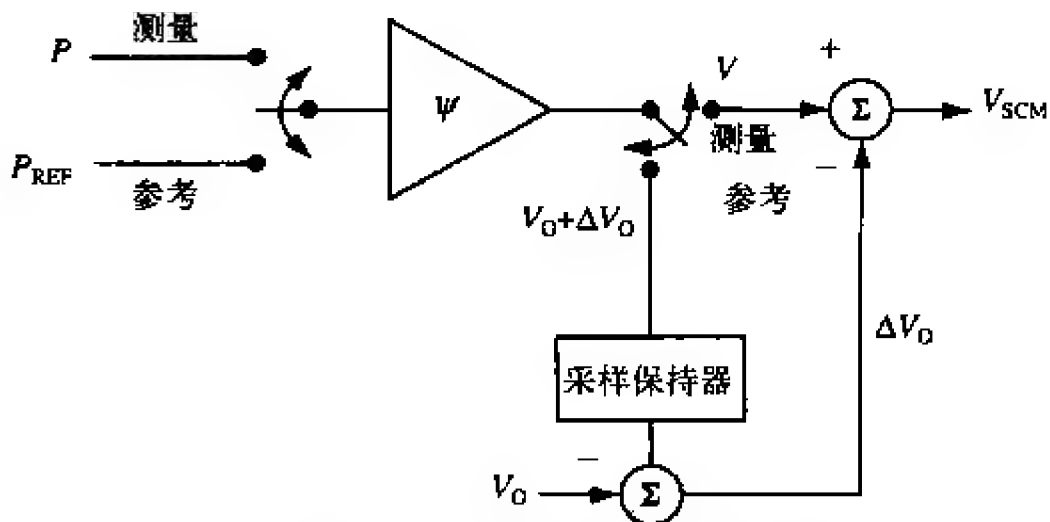 测量
P
ψ
V
+
Σ
V_SCM
测量
P_REF
参考
−
参考
V_O+ΔV_O
ΔV_O
采样保持器
−
V_O
Σ